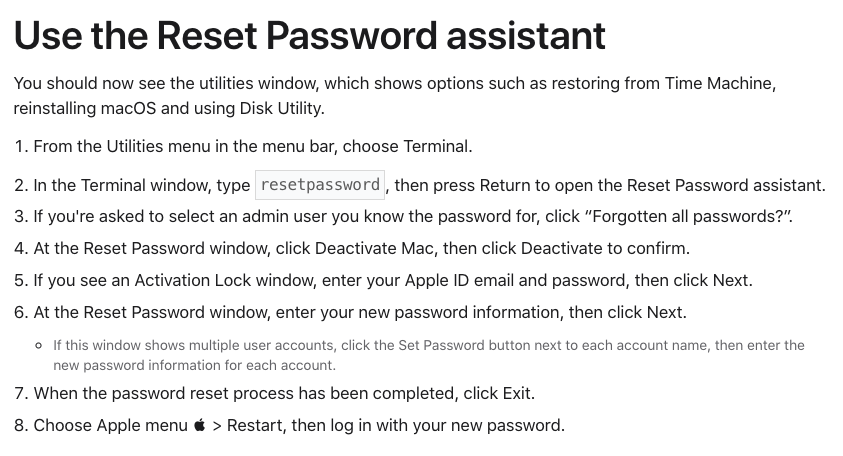 Use the Reset Password assistant
You should now see the utilities window, which shows options such as restoring from Time Machine,
reinstalling macOS and using Disk Utility.
1. From the Utilities menu in the menu bar, choose Terminal.
2. In the Terminal window, type resetpassword, then press Return to open the Reset Password assistant.
3. If you're asked to select an admin user you know the password for, click “Forgotten all passwords?”.
4. At the Reset Password window, click Deactivate Mac, then click Deactivate to confirm.
5. If you see an Activation Lock window, enter your Apple ID email and password, then click Next.
6. At the Reset Password window, enter your new password information, then click Next.
If this window shows multiple user accounts, click the Set Password button next to each account name, then enter the
new password information for each account.
7. When the password reset process has been completed, click Exit.
8. Choose Apple menu  > Restart, then log in with your new password.